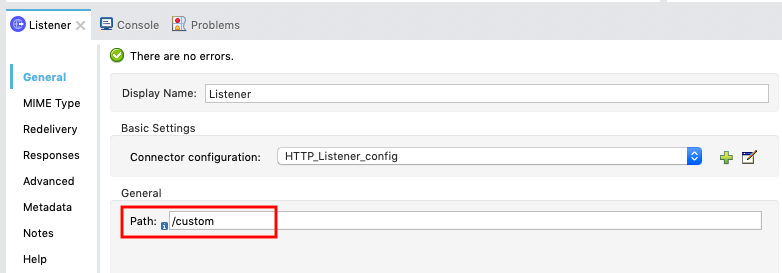 Listener Console Problems
There are no errors.
General
MIME Type
Redelivery
Responses
Advanced
Metadata
Notes
Help
Display Name: Listener
Basic Settings
Connector configuration: HTTP_Listener_config
General
Path: /custom